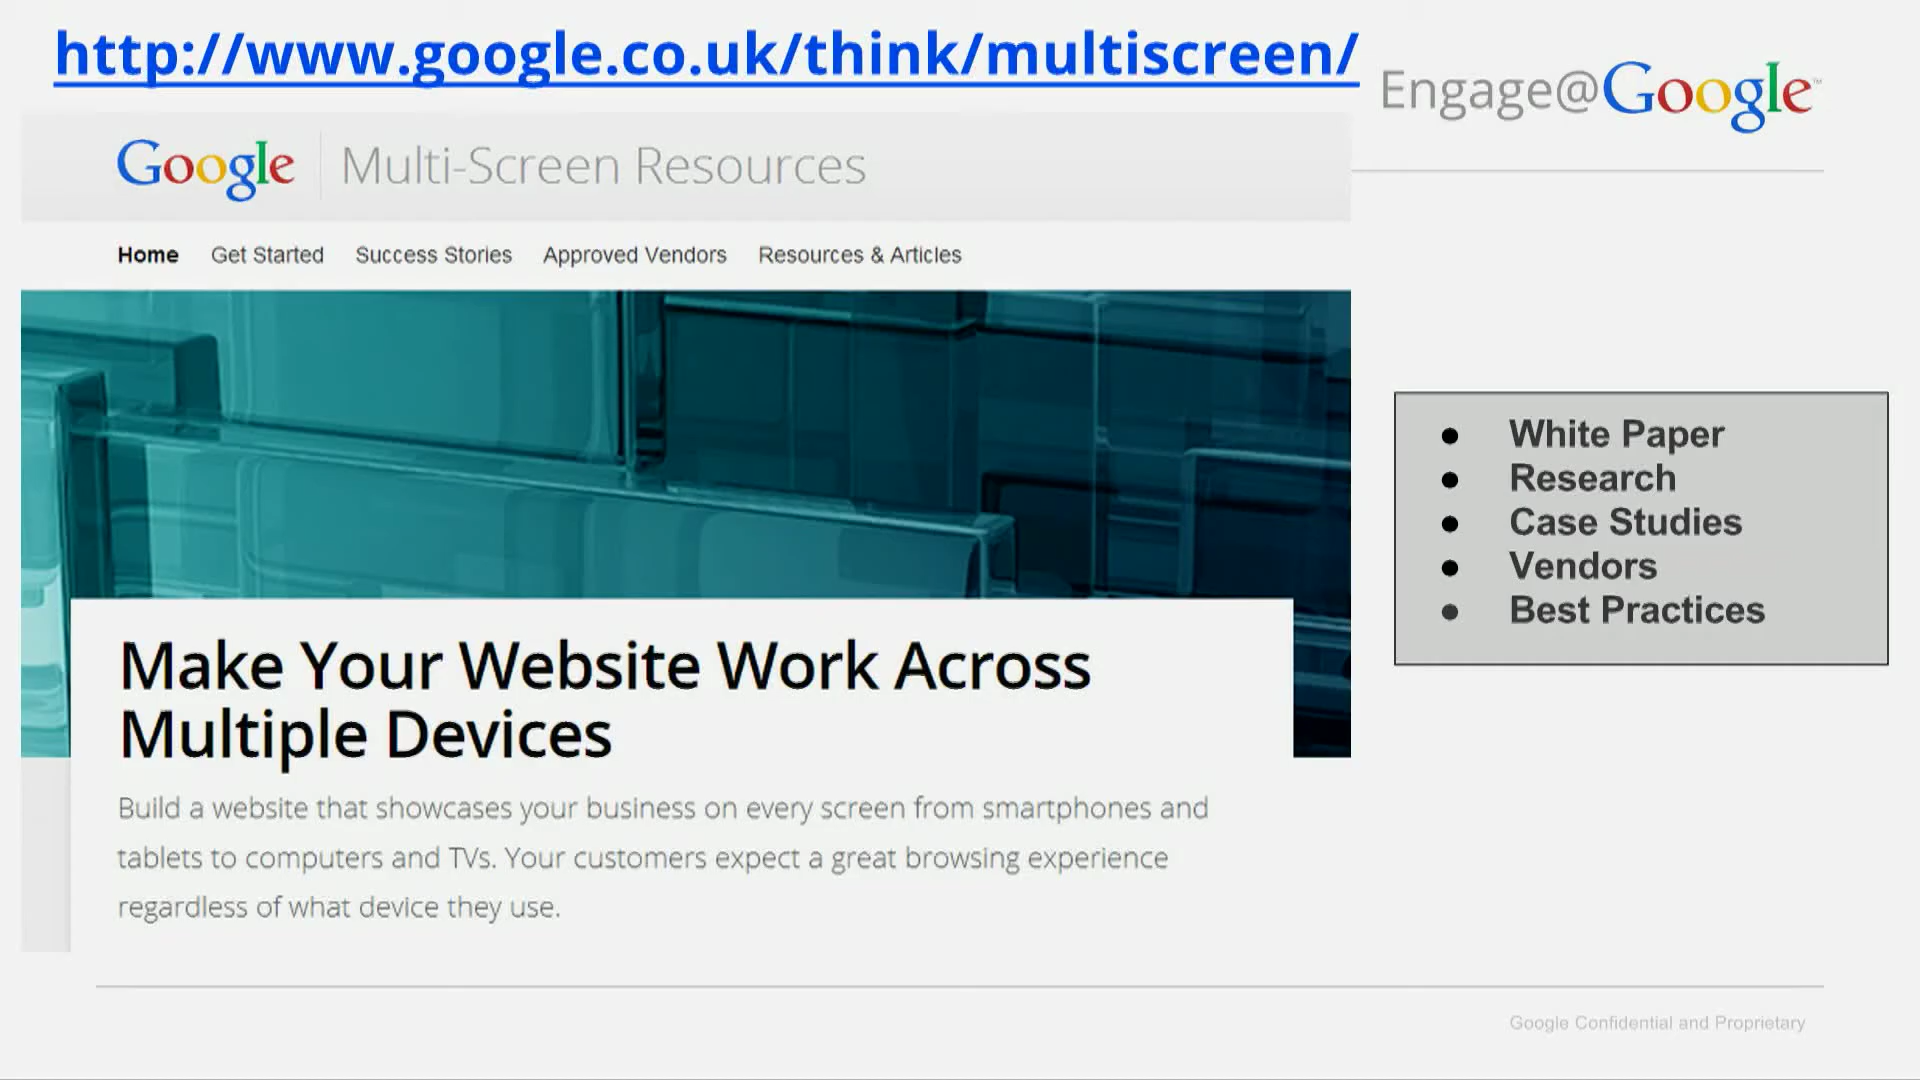 http://www.google.co.uk/think/multiscreen/
Engage@Google™
Google Multi-Screen Resources
Home Get Started Success Stories Approved Vendors Resources & Articles
• White Paper
• Research
• Case Studies
• Vendors
• Best Practices
Make Your Website Work Across
Multiple Devices
Build a website that showcases your business on every screen from smartphones and
tablets to computers and TVs. Your customers expect a great browsing experience
regardless of what device they use.
Google Confidential and Proprietary